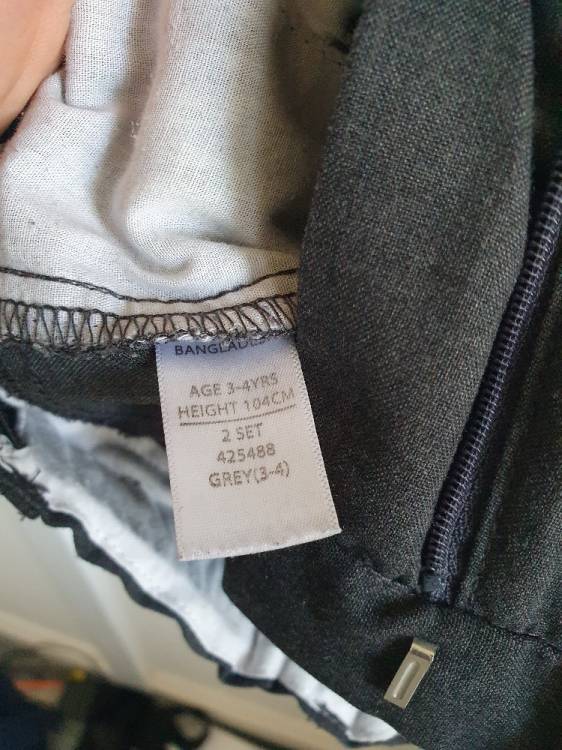 AGE 3-4YRS
HEIGHT 104CM
2 SET
425488
GREY(3-4)